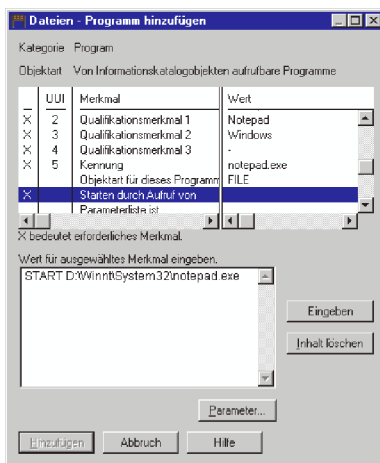 Dateien - Programm hinzufügen
Kategorie Program
Objektart Von Informationskatalogobjekten aufrufbare Programme
UUI Merkmal Wert
X 2 Qualifikationsmerkmal 1 Notepad
X 3 Qualifikationsmerkmal 2 Windows
X 4 Qualifikationsmerkmal 3 -
X 5 Kennung notepad.exe
Objektart für dieses Programm FILE
X Starten durch Aufruf von
Parameterliste ist
X bedeutet erforderliches Merkmal.
Wert für ausgewähltes Merkmal eingeben.
START D:\Winnt\System32\notepad.exe
Eingeben
Inhalt löschen
Parameter...
Hinzufügen Abbruch Hilfe